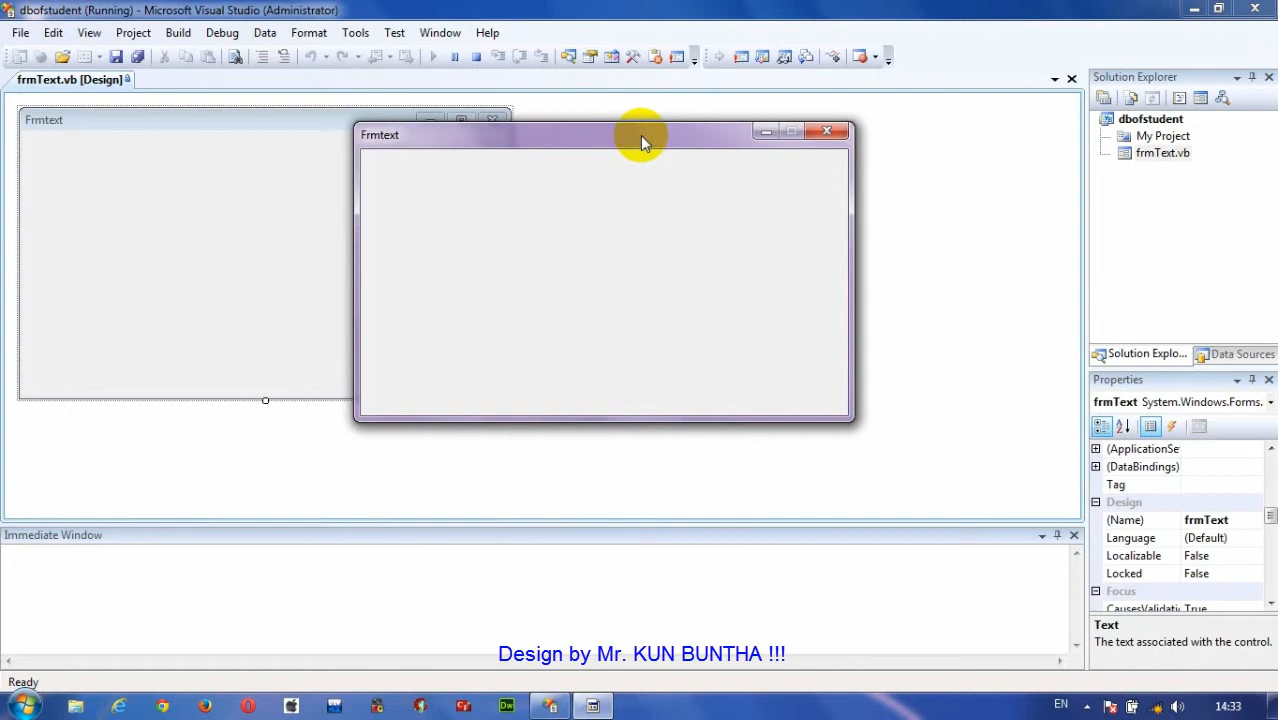 dbofstudent (Running) - Microsoft Visual Studio (Administrator)
File Edit View Project Build Debug Data Format Tools Test Window Help
frmText.vb [Design]
Frmtext
Frmtext
Solution Explorer
dbofstudent
My Project
frmText.vb
Solution Explo... Data Sources
Properties
frmText System.Windows.Forms.
(ApplicationSe
(DataBindings)
Tag
Design
(Name) frmText
Language (Default)
Localizable False
Locked False
Focus
CausesValidati True
Text
The text associated with the control.
Immediate Window
Design by Mr. KUN BUNTHA !!!
Ready
Dw
EN
14:33